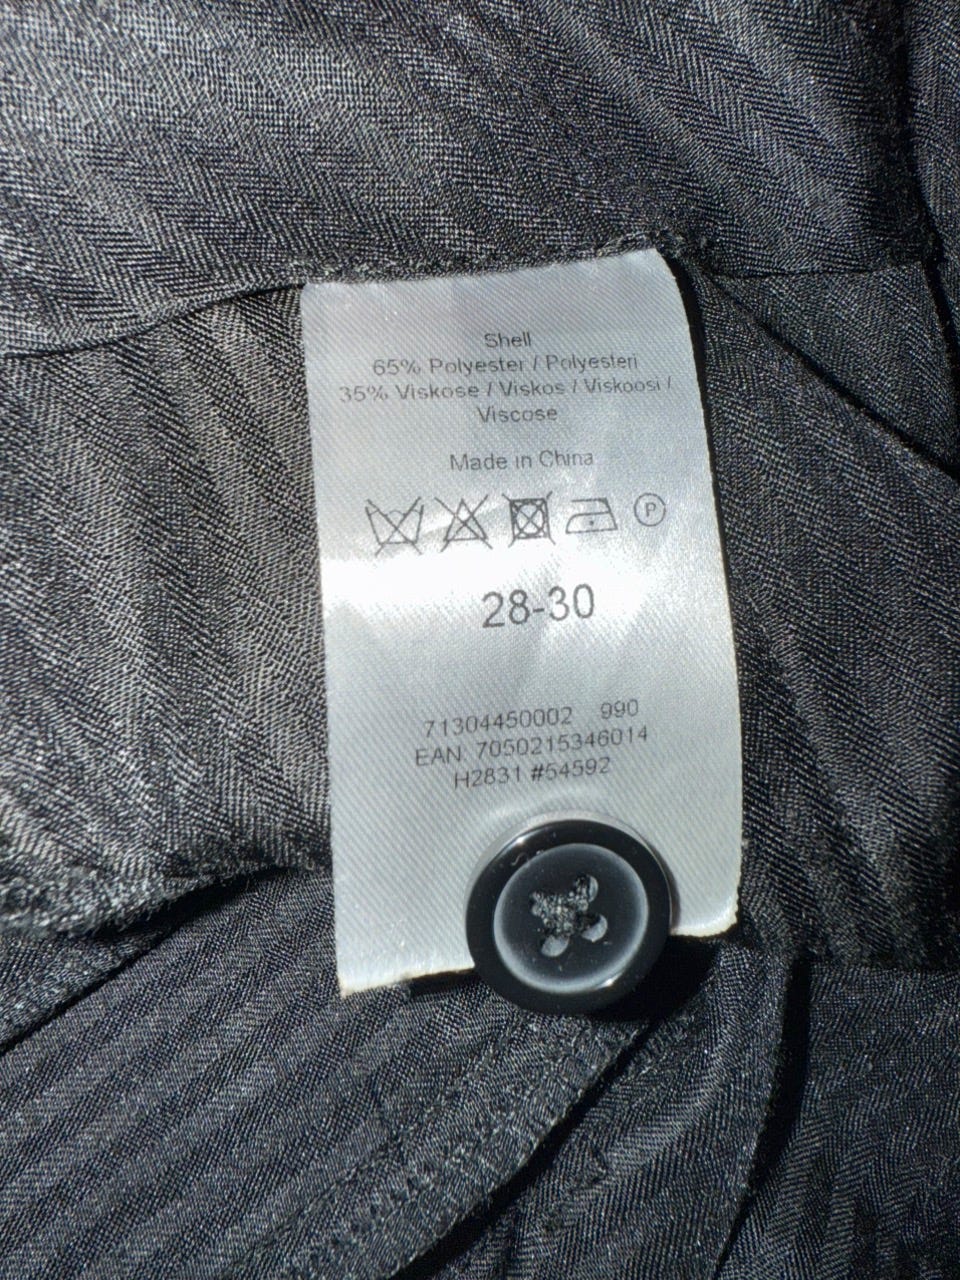 Shell
65% Polyester / Polyesteri
35% Viskose / Viskos / Viskoosi /
Viscose
Made in China
P
28-30
71304450002 990
EAN: 7050215346014
H2831 #54592